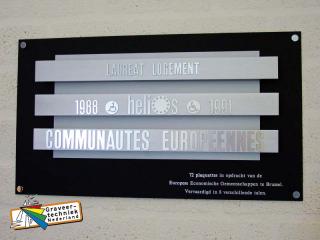 LAUREAT LOGEMENT
1988 helios 1991
COMMUNAUTES EUROPEENNES
72 plaquettes in opdracht van de
Europese Economische Gemeenschappen te Brussel.
Vervaardigd in 8 verschillende talen.
Graveer-
techniek
Nederland